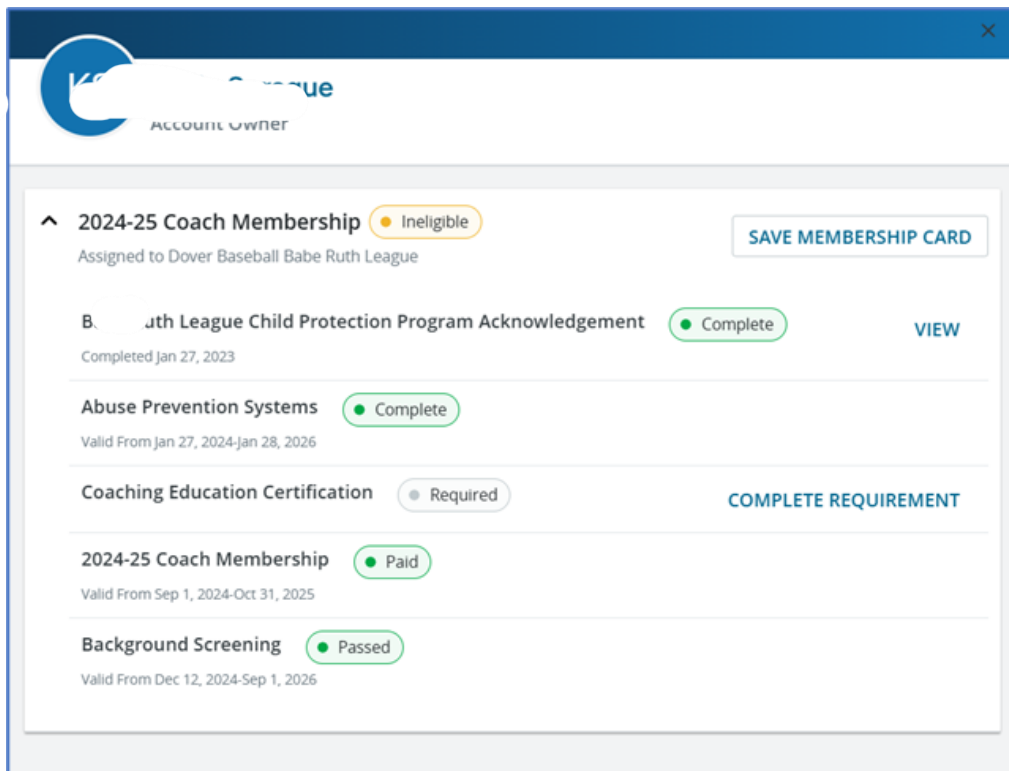 Account Owner
2024-25 Coach Membership Ineligible
SAVE MEMBERSHIP CARD
Assigned to Dover Baseball Babe Ruth League
League Child Protection Program Acknowledgement Complete
VIEW
Completed Jan 27, 2023
Abuse Prevention Systems Complete
Valid From Jan 27, 2024-Jan 28, 2026
Coaching Education Certification Required
COMPLETE REQUIREMENT
2024-25 Coach Membership Paid
Valid From Sep 1, 2024-Oct 31, 2025
Background Screening Passed
Valid From Dec 12, 2024-Sep 1, 2026